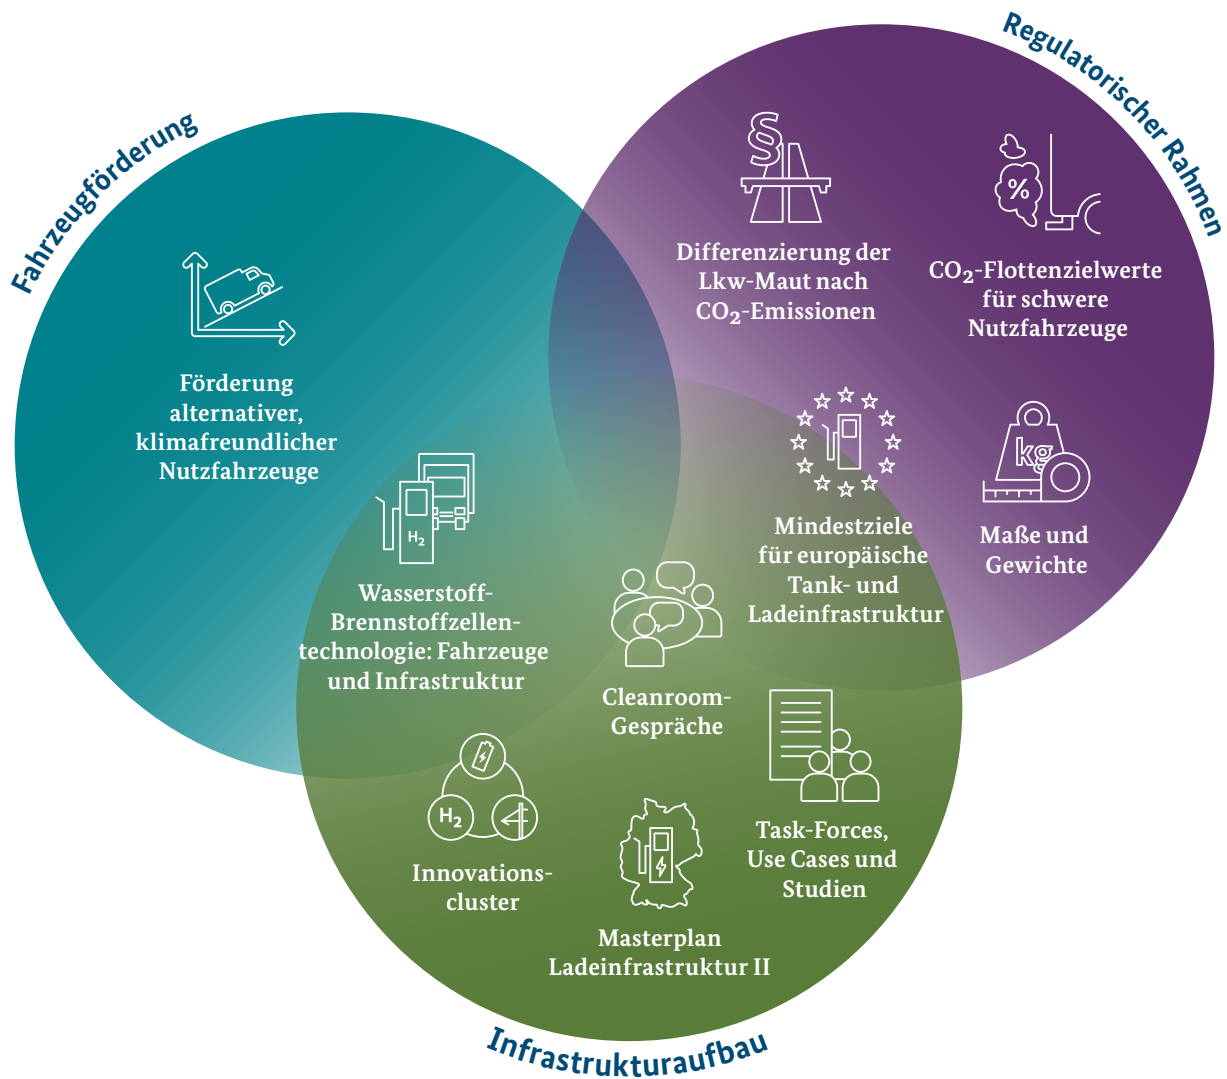 Fahrzeugförderung
Regulatorischer Rahmen
§
Differenzierung der
Lkw-Maut nach
CO₂-Emissionen
%
CO₂-Flottenzielwerte
für schwere
Nutzfahrzeuge
Förderung
alternativer,
klimafreundlicher
Nutzfahrzeuge
kg
Maße und
Gewichte
Mindestziele
für europäische
Tank- und
Ladeinfrastruktur
H₂
Wasserstoff-
Brennstoffzellen-
technologie: Fahrzeuge
und Infrastruktur
Cleanroom-
Gespräche
H₂
Innovations-
cluster
Task-Forces,
Use Cases und
Studien
Masterplan
Ladeinfrastruktur II
Infrastrukturaufbau